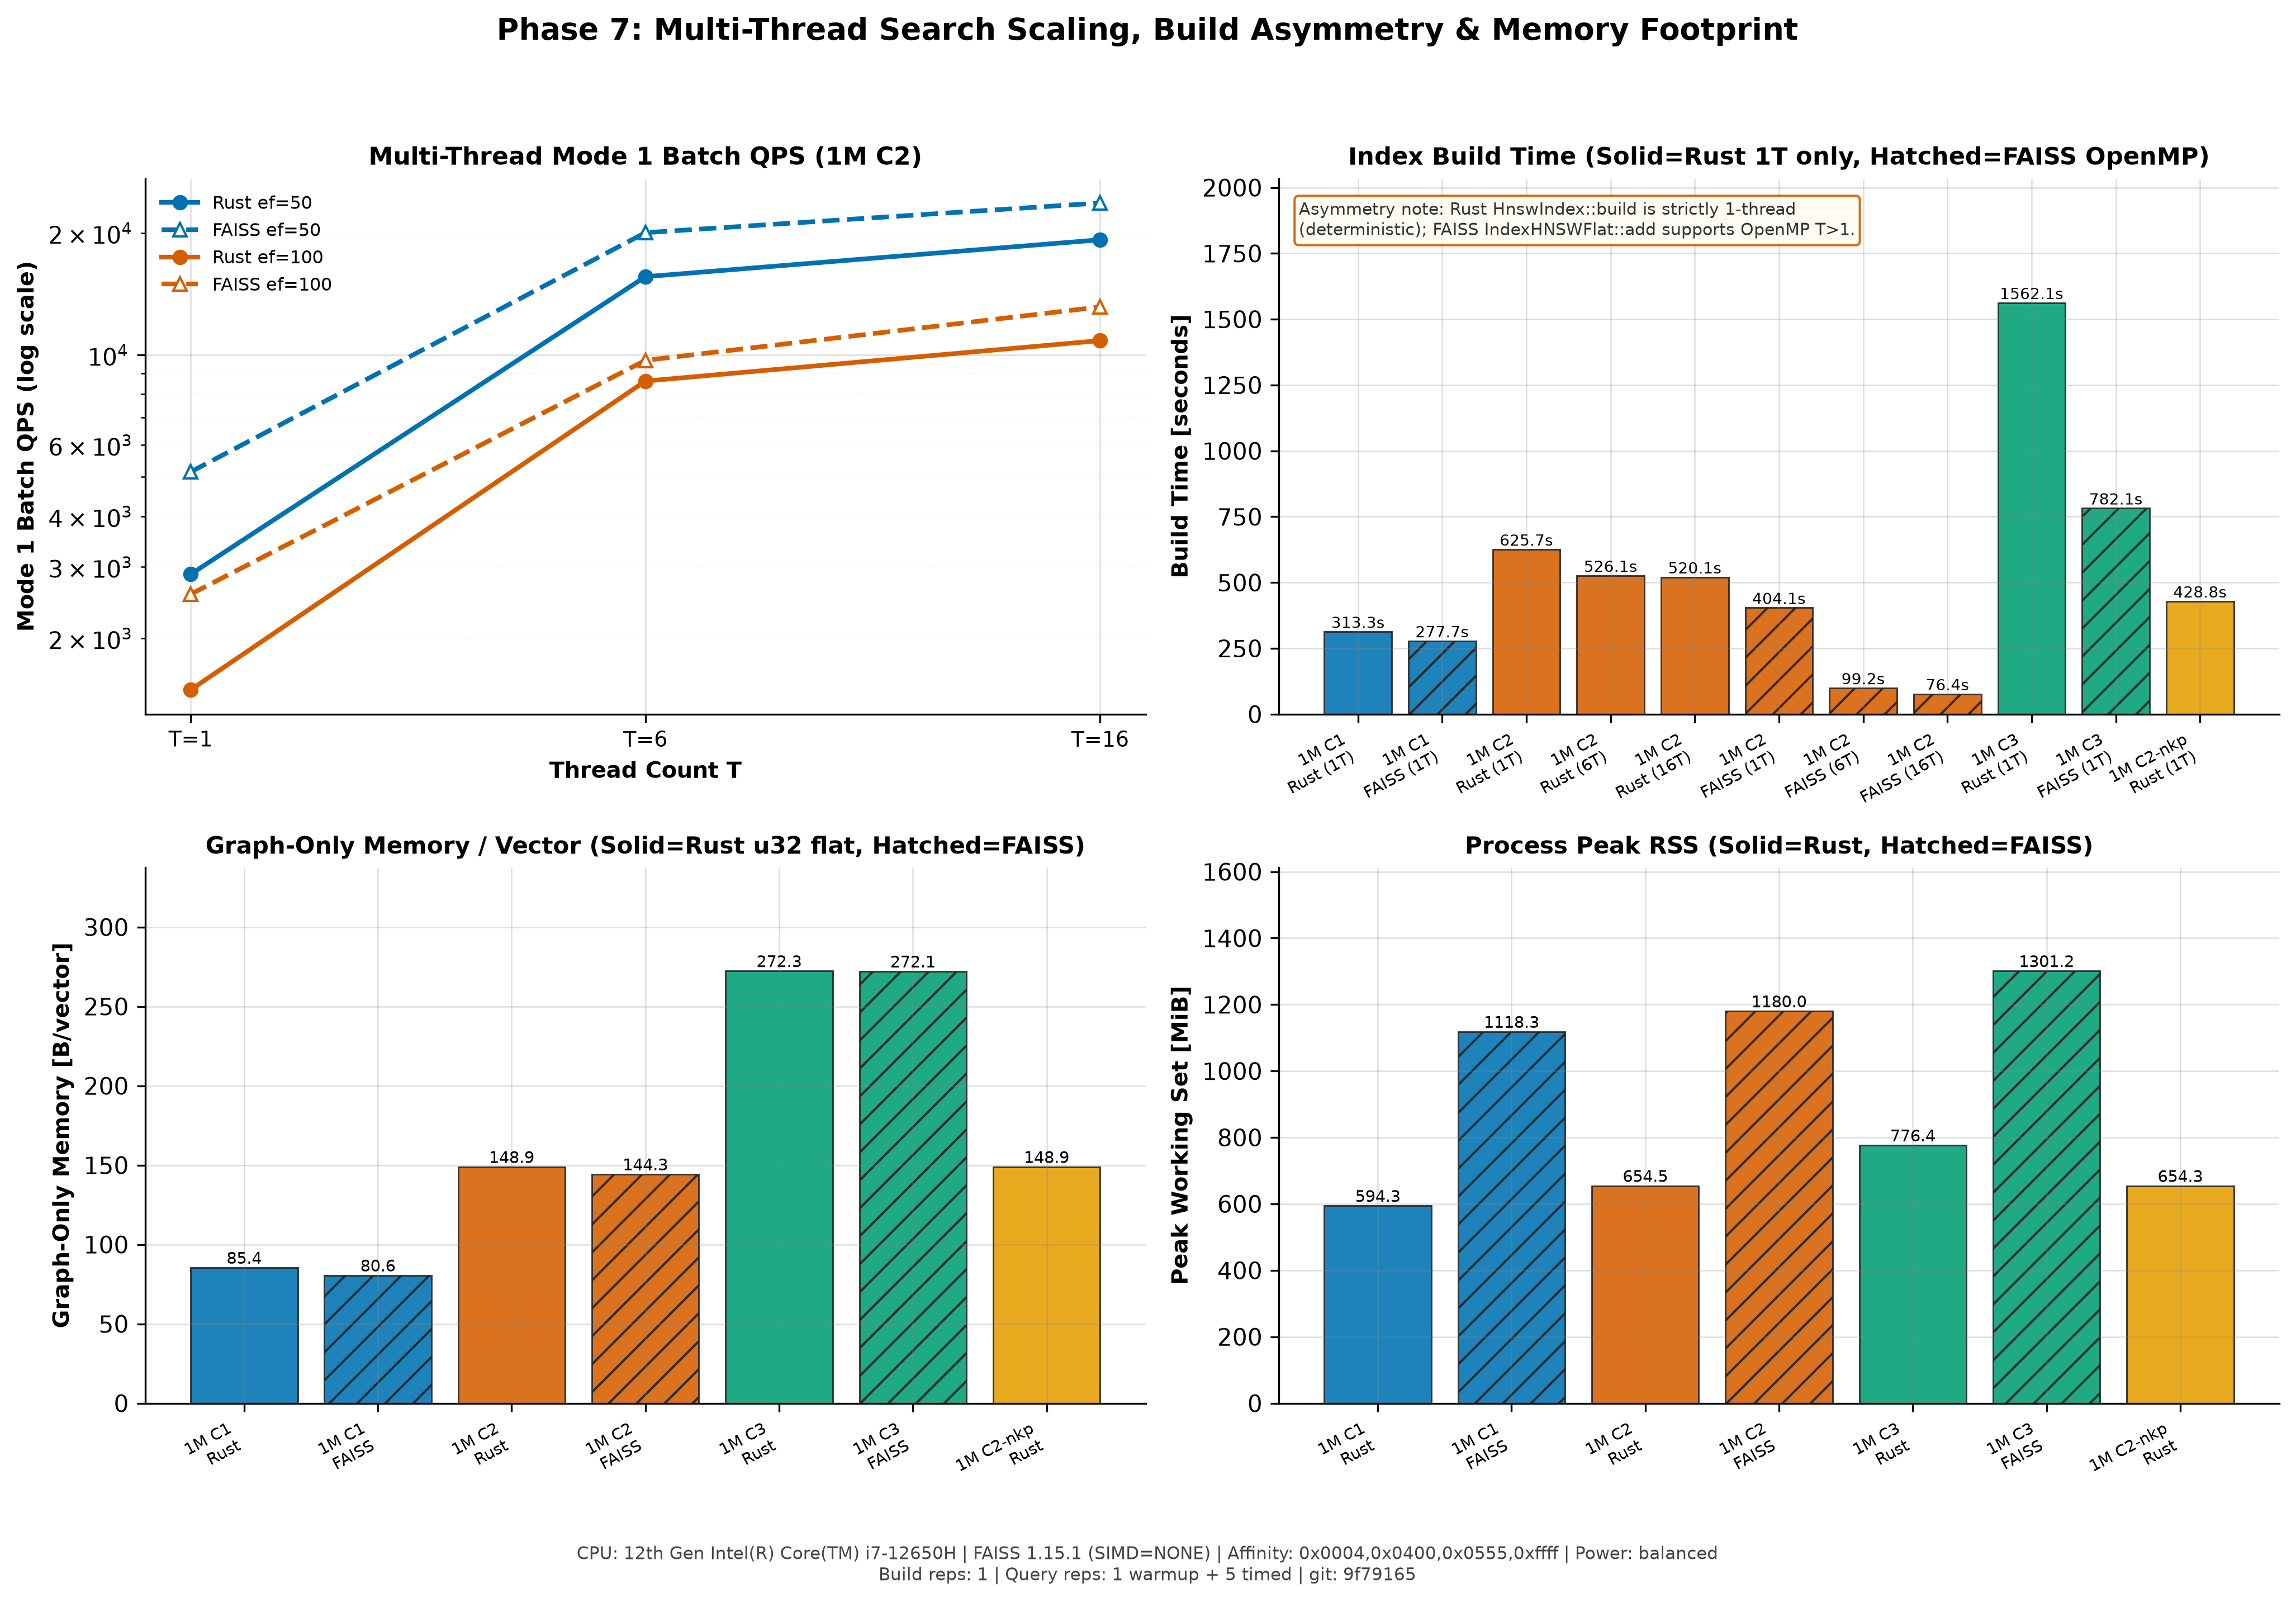 Phase 7: Multi-Thread Search Scaling, Build Asymmetry & Memory Footprint
Multi-Thread Mode 1 Batch QPS (1M C2)
Rust ef=50
FAISS ef=50
Rust ef=100
FAISS ef=100
Mode 1 Batch QPS (log scale)
2 × 10⁴
10⁴
6 × 10³
4 × 10³
3 × 10³
2 × 10³
T=1
T=6
T=16
Thread Count T
Index Build Time (Solid=Rust 1T only, Hatched=FAISS OpenMP)
Asymmetry note: Rust HnswIndex::build is strictly 1-thread
(deterministic); FAISS IndexHNSWFlat::add supports OpenMP T>1.
Build Time [seconds]
2000
1750
1500
1250
1000
750
500
250
0
313.3s
277.7s
625.7s
526.1s
520.1s
404.1s
99.2s
76.4s
1562.1s
782.1s
428.8s
1M C1
Rust (1T)
1M C1
FAISS (1T)
1M C2
Rust (1T)
1M C2
Rust (6T)
1M C2
Rust (16T)
1M C2
FAISS (1T)
1M C2
FAISS (6T)
1M C2
FAISS (16T)
1M C3
Rust (1T)
1M C3
FAISS (1T)
1M C2-nkp
Rust (1T)
Graph-Only Memory / Vector (Solid=Rust u32 flat, Hatched=FAISS)
Graph-Only Memory [B/vector]
300
250
200
150
100
50
0
85.4
80.6
148.9
144.3
272.3
272.1
148.9
1M C1
Rust
1M C1
FAISS
1M C2
Rust
1M C2
FAISS
1M C3
Rust
1M C3
FAISS
1M C2-nkp
Rust
Process Peak RSS (Solid=Rust, Hatched=FAISS)
Peak Working Set [MiB]
1600
1400
1200
1000
800
600
400
200
0
594.3
1118.3
654.5
1180.0
776.4
1301.2
654.3
1M C1
Rust
1M C1
FAISS
1M C2
Rust
1M C2
FAISS
1M C3
Rust
1M C3
FAISS
1M C2-nkp
Rust
CPU: 12th Gen Intel(R) Core(TM) i7-12650H | FAISS 1.15.1 (SIMD=NONE) | Affinity: 0x0004,0x0400,0x0555,0xffff | Power: balanced
Build reps: 1 | Query reps: 1 warmup + 5 timed | git: 9f79165